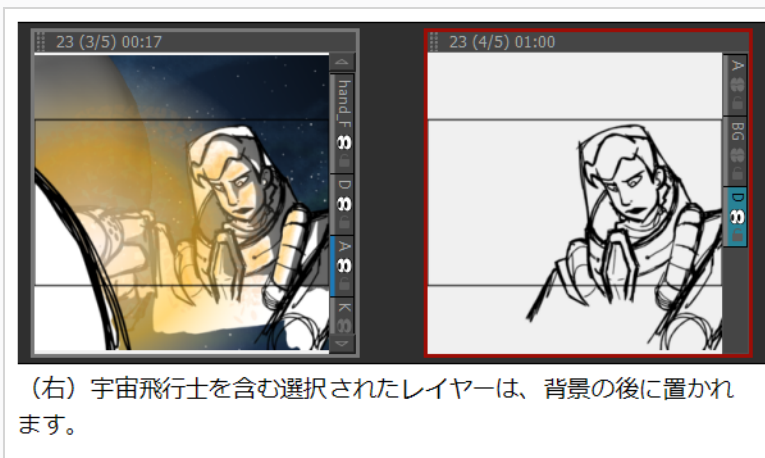 23 (3/5) 00:17
23 (4/5) 01:00
hand_F
D
A
K
A
BG
D
（右）宇宙飛行士を含む選択されたレイヤーは、背景の後に置かれ
ます。